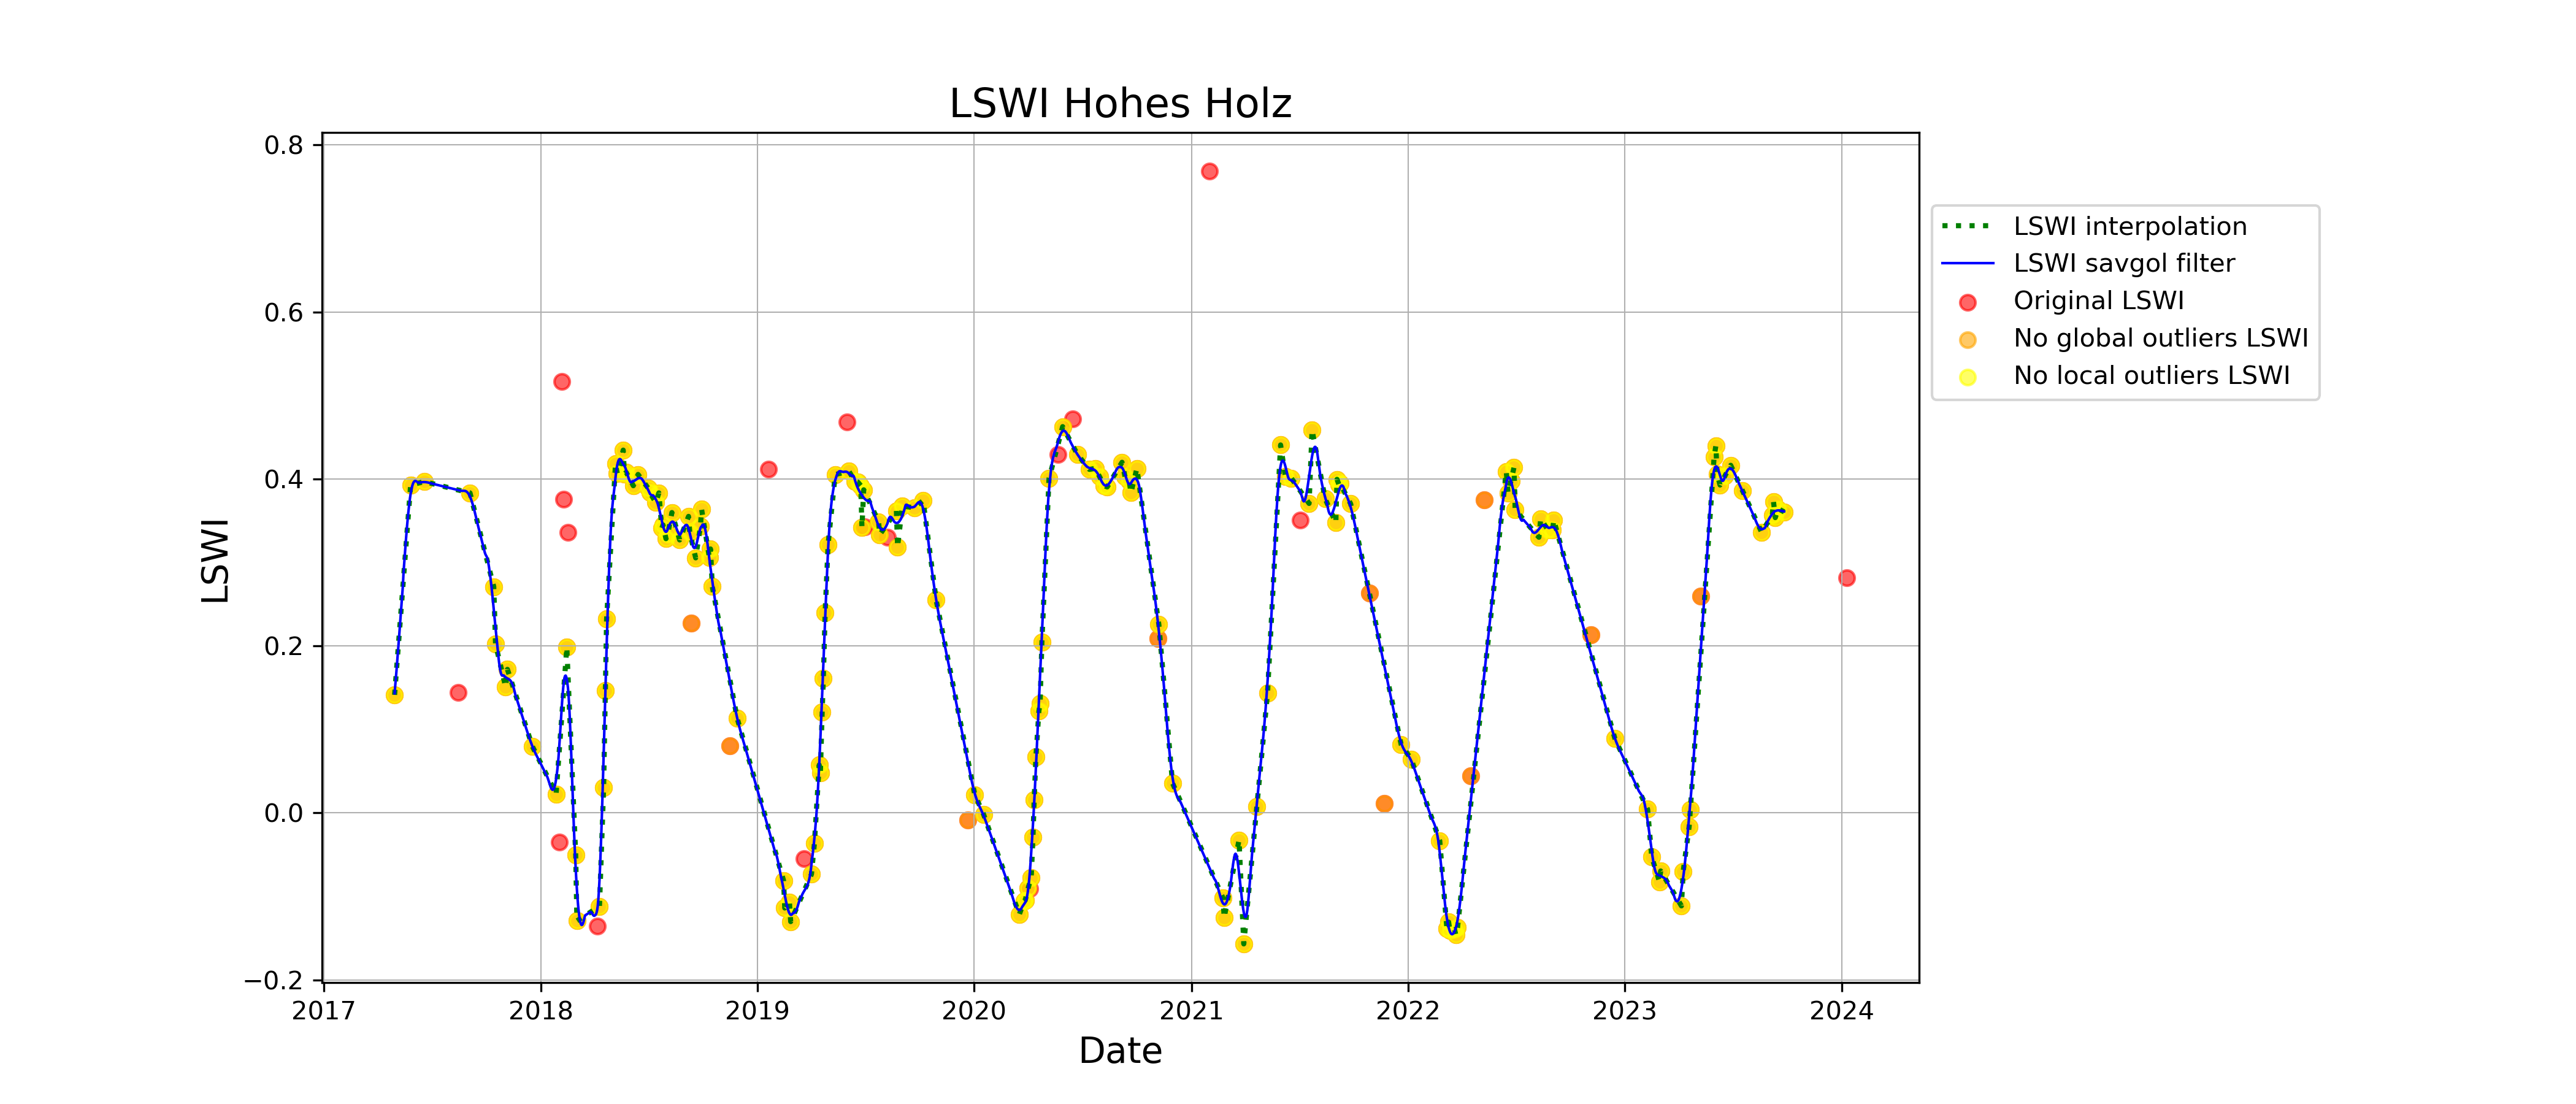 LSWI Hohes Holz
0.8
0.6
0.4
0.2
0.0
−0.2
LSWI
2017 2018 2019 2020 2021 2022 2023 2024
Date
LSWI interpolation
LSWI savgol filter
Original LSWI
No global outliers LSWI
No local outliers LSWI